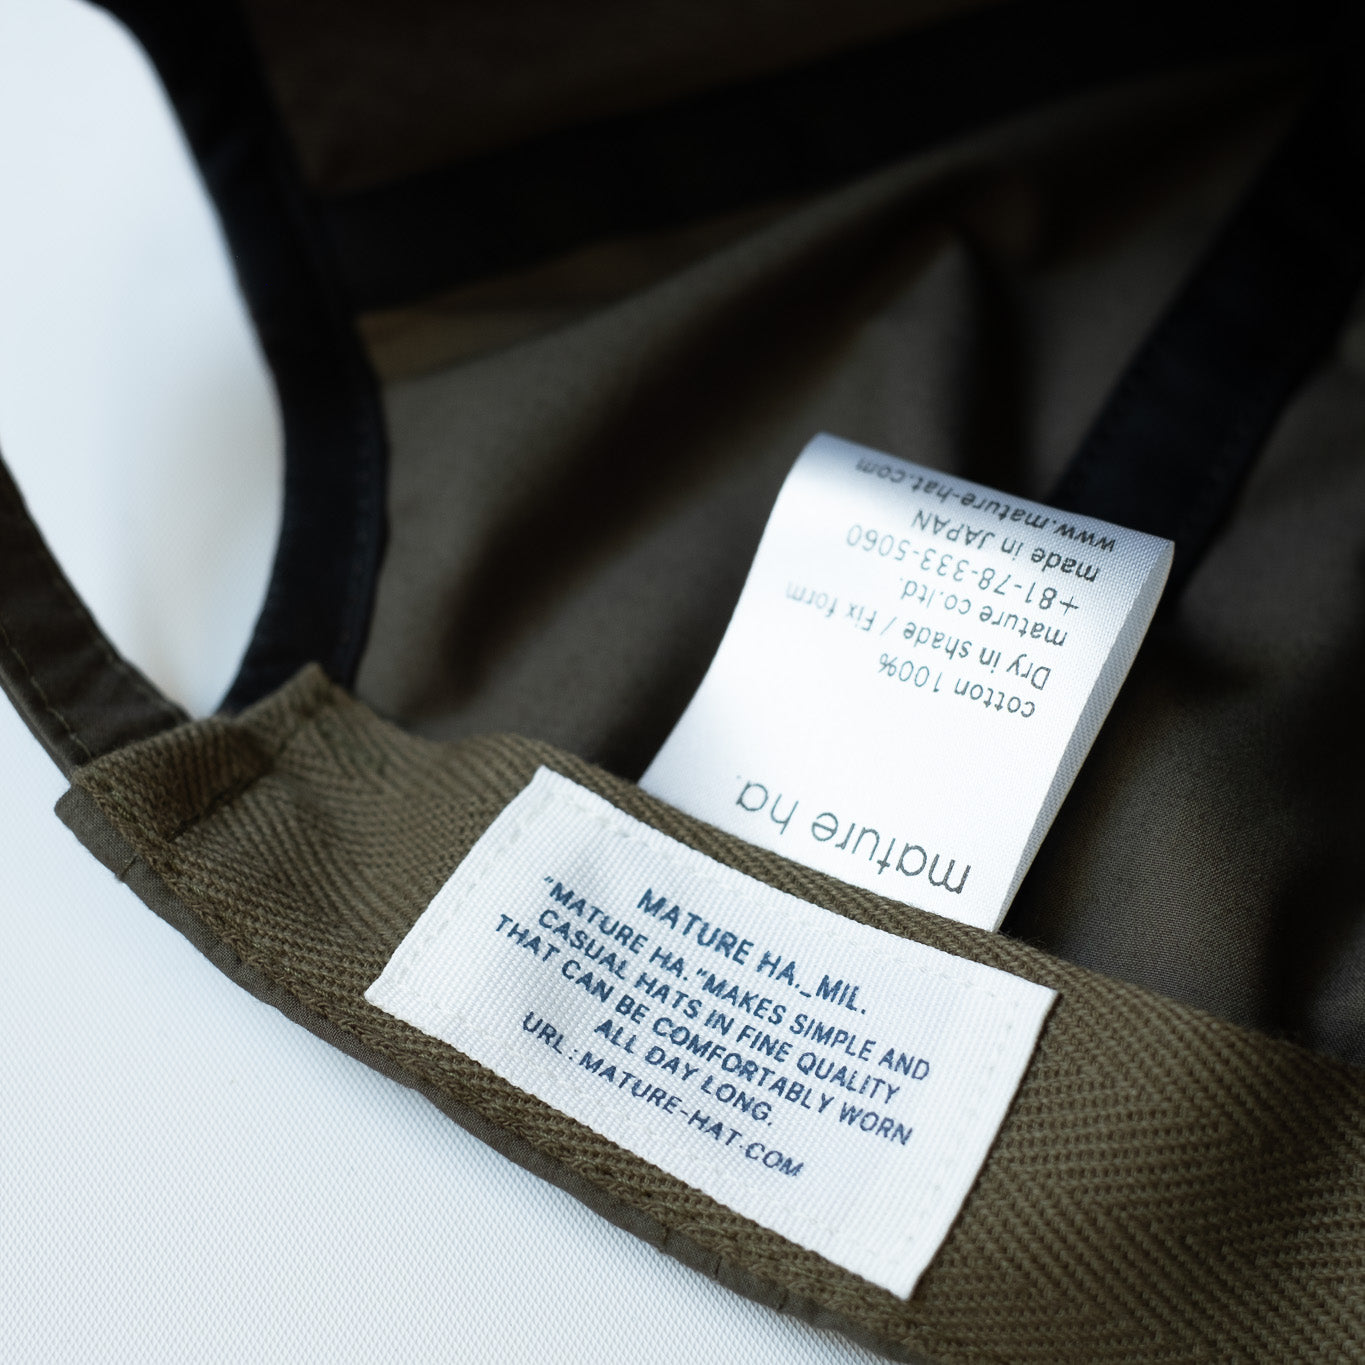 mature ha.
cotton 100%
Dry in shade / Fix form
mature co.ltd.
+81-78-333-5060
made in JAPAN
www.mature-hat.com
MATURE HA._MIL.
"MATURE HA."MAKES SIMPLE AND
CASUAL HATS IN FINE QUALITY
THAT CAN BE COMFORTABLY WORN
ALL DAY LONG.
URL : MATURE-HAT.COM